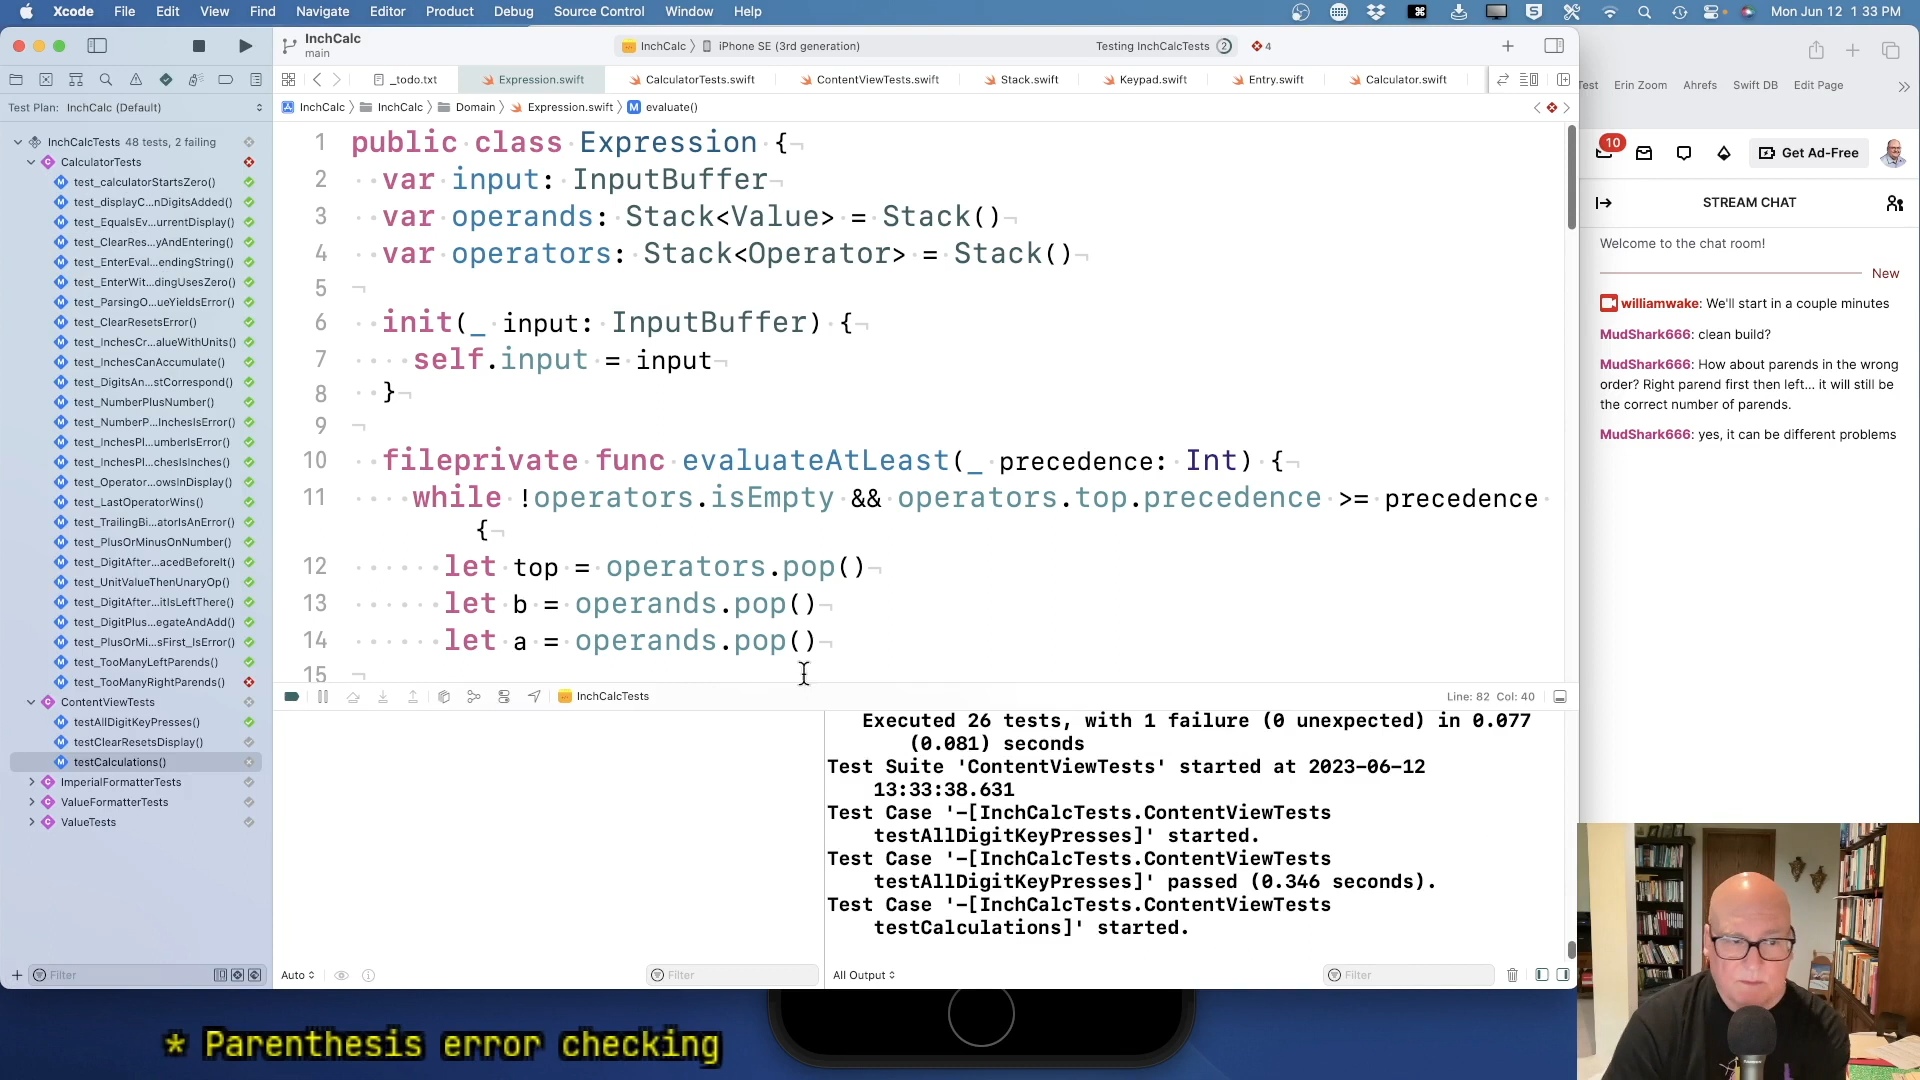 Xcode File Edit View Find Navigate Editor Product Debug Source Control Window Help
Mon Jun 12 1 33 PM
InchCalc
main
InchCalc iPhone SE (3rd generation)
Testing InchCalcTests 2 4
_todo.txt Expression.swift CalculatorTests.swift ContentViewTests.swift Stack.swift Keypad.swift Entry.swift Calculator.swift
Test Plan: InchCalc (Default)
InchCalc InchCalc Domain Expression.swift M evaluate()
InchCalcTests 48 tests, 2 failing
CalculatorTests
test_calculatorStartsZero()
test_displayC...nDigitsAdded()
test_EqualsEv...urrentDisplay()
test_ClearRes...yAndEntering()
test_EnterEval...endingString()
test_EnterWit...dingUsesZero()
test_ParsingO...ueYieldsError()
test_ClearResetsError()
test_InchesCr...alueWithUnits()
test_InchesCanAccumulate()
test_DigitsAn...stCorrespond()
test_NumberPlusNumber()
test_NumberP...InchesIsError()
test_InchesPl...umberIsError()
test_InchesPl...chesIsInches()
test_Operator...owsInDisplay()
test_LastOperatorWins()
test_TrailingBi...atorIsAnError()
test_PlusOrMinusOnNumber()
test_DigitAfter...acedBeforeIt()
test_UnitValueThenUnaryOp()
test_DigitAfter...itIsLeftThere()
test_DigitPlus...egateAndAdd()
test_PlusOrMi...sFirst_IsError()
test_TooManyLeftParends()
test_TooManyRightParends()
ContentViewTests
testAllDigitKeyPresses()
testClearResetsDisplay()
testCalculations()
ImperialFormatterTests
ValueFormatterTests
ValueTests
Filter
1 public class Expression {
2 var input: InputBuffer
3 var operands: Stack<Value> = Stack()
4 var operators: Stack<Operator> = Stack()
5
6 init(_ input: InputBuffer) {
7 self.input = input
8 }
9
10 fileprivate func evaluateAtLeast(_ precedence: Int) {
11 while !operators.isEmpty && operators.top.precedence >= precedence
{
12 let top = operators.pop()
13 let b = operands.pop()
14 let a = operands.pop()
15
InchCalcTests
Line: 82 Col: 40
Executed 26 tests, with 1 failure (0 unexpected) in 0.077
(0.081) seconds
Test Suite 'ContentViewTests' started at 2023-06-12
13:33:38.631
Test Case '-[InchCalcTests.ContentViewTests
testAllDigitKeyPresses]' started.
Test Case '-[InchCalcTests.ContentViewTests
testAllDigitKeyPresses]' passed (0.346 seconds).
Test Case '-[InchCalcTests.ContentViewTests
testCalculations]' started.
Auto Filter All Output Filter
* Parenthesis error checking
Erin Zoom Ahrefs Swift DB Edit Page
10 Get Ad-Free
STREAM CHAT
Welcome to the chat room!
New
williamwake: We'll start in a couple minutes
MudShark666: clean build?
MudShark666: How about parends in the wrong
order? Right parend first then left... it will still be
the correct number of parends.
MudShark666: yes, it can be different problems